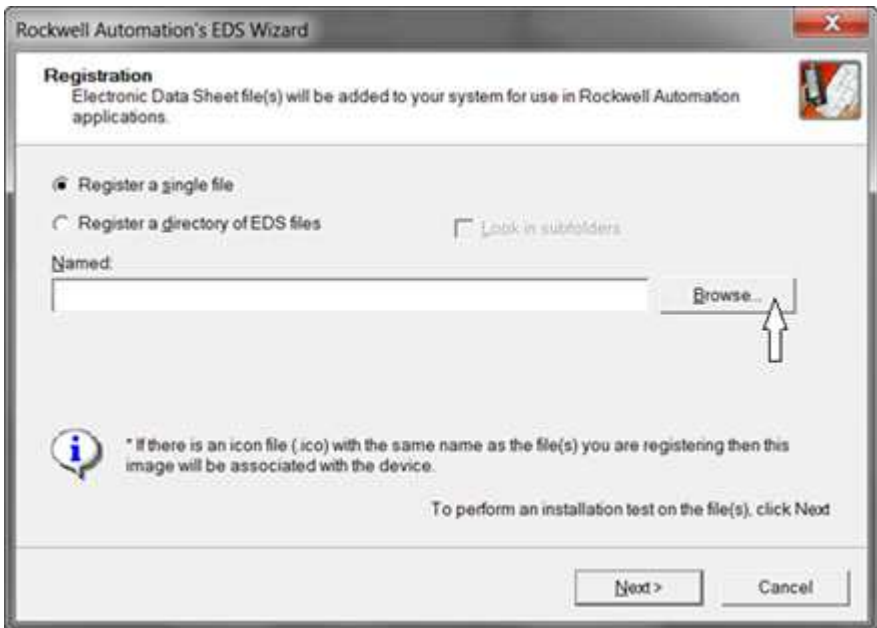 Rockwell Automation's EDS Wizard
Registration
Electronic Data Sheet file(s) will be added to your system for use in Rockwell Automation
applications.
Register a single file
Register a directory of EDS files
Look in subfolders
Named:
Browse...
* If there is an icon file (.ico) with the same name as the file(s) you are registering then this
image will be associated with the device.
To perform an installation test on the file(s), click Next
Next >
Cancel